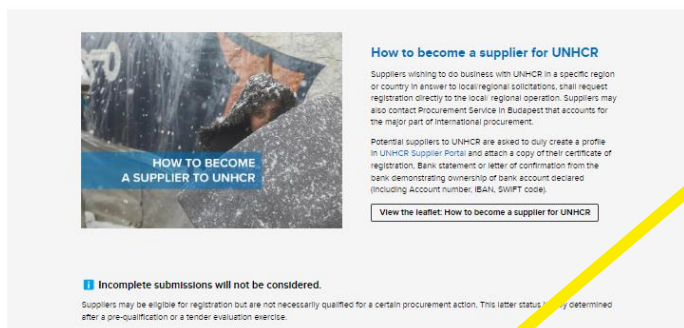 HOW TO BECOME
A SUPPLIER TO UNHCR
How to become a supplier for UNHCR
Suppliers wishing to do business with UNHCR in a specific region
or country in answer to local/regional solicitations, shall request
registration directly to the local/ regional operation. Suppliers may
also contact Procurement Service in Budapest that accounts for
the major part of international procurement.
Potential suppliers to UNHCR are asked to duly create a profile
in UNHCR Supplier Portal and attach a copy of their certificate of
registration, Bank statement or letter of confirmation from the
bank demonstrating ownership of bank account declared
(including Account number, IBAN, SWIFT code).
View the leaflet: How to become a supplier for UNHCR
i Incomplete submissions will not be considered.
Suppliers may be eligible for registration but are not necessarily qualified for a certain procurement action. This latter status determined
after a pre-qualification or a tender evaluation exercise.